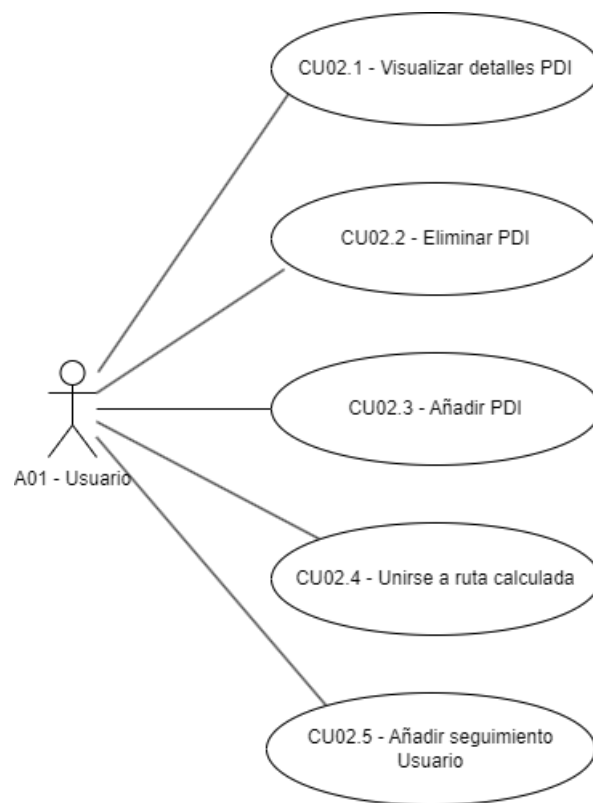 CU02.1 - Visualizar detalles PDI
CU02.2 - Eliminar PDI
CU02.3 - Añadir PDI
A01 - Usuario
CU02.4 - Unirse a ruta calculada
CU02.5 - Añadir seguimiento
Usuario